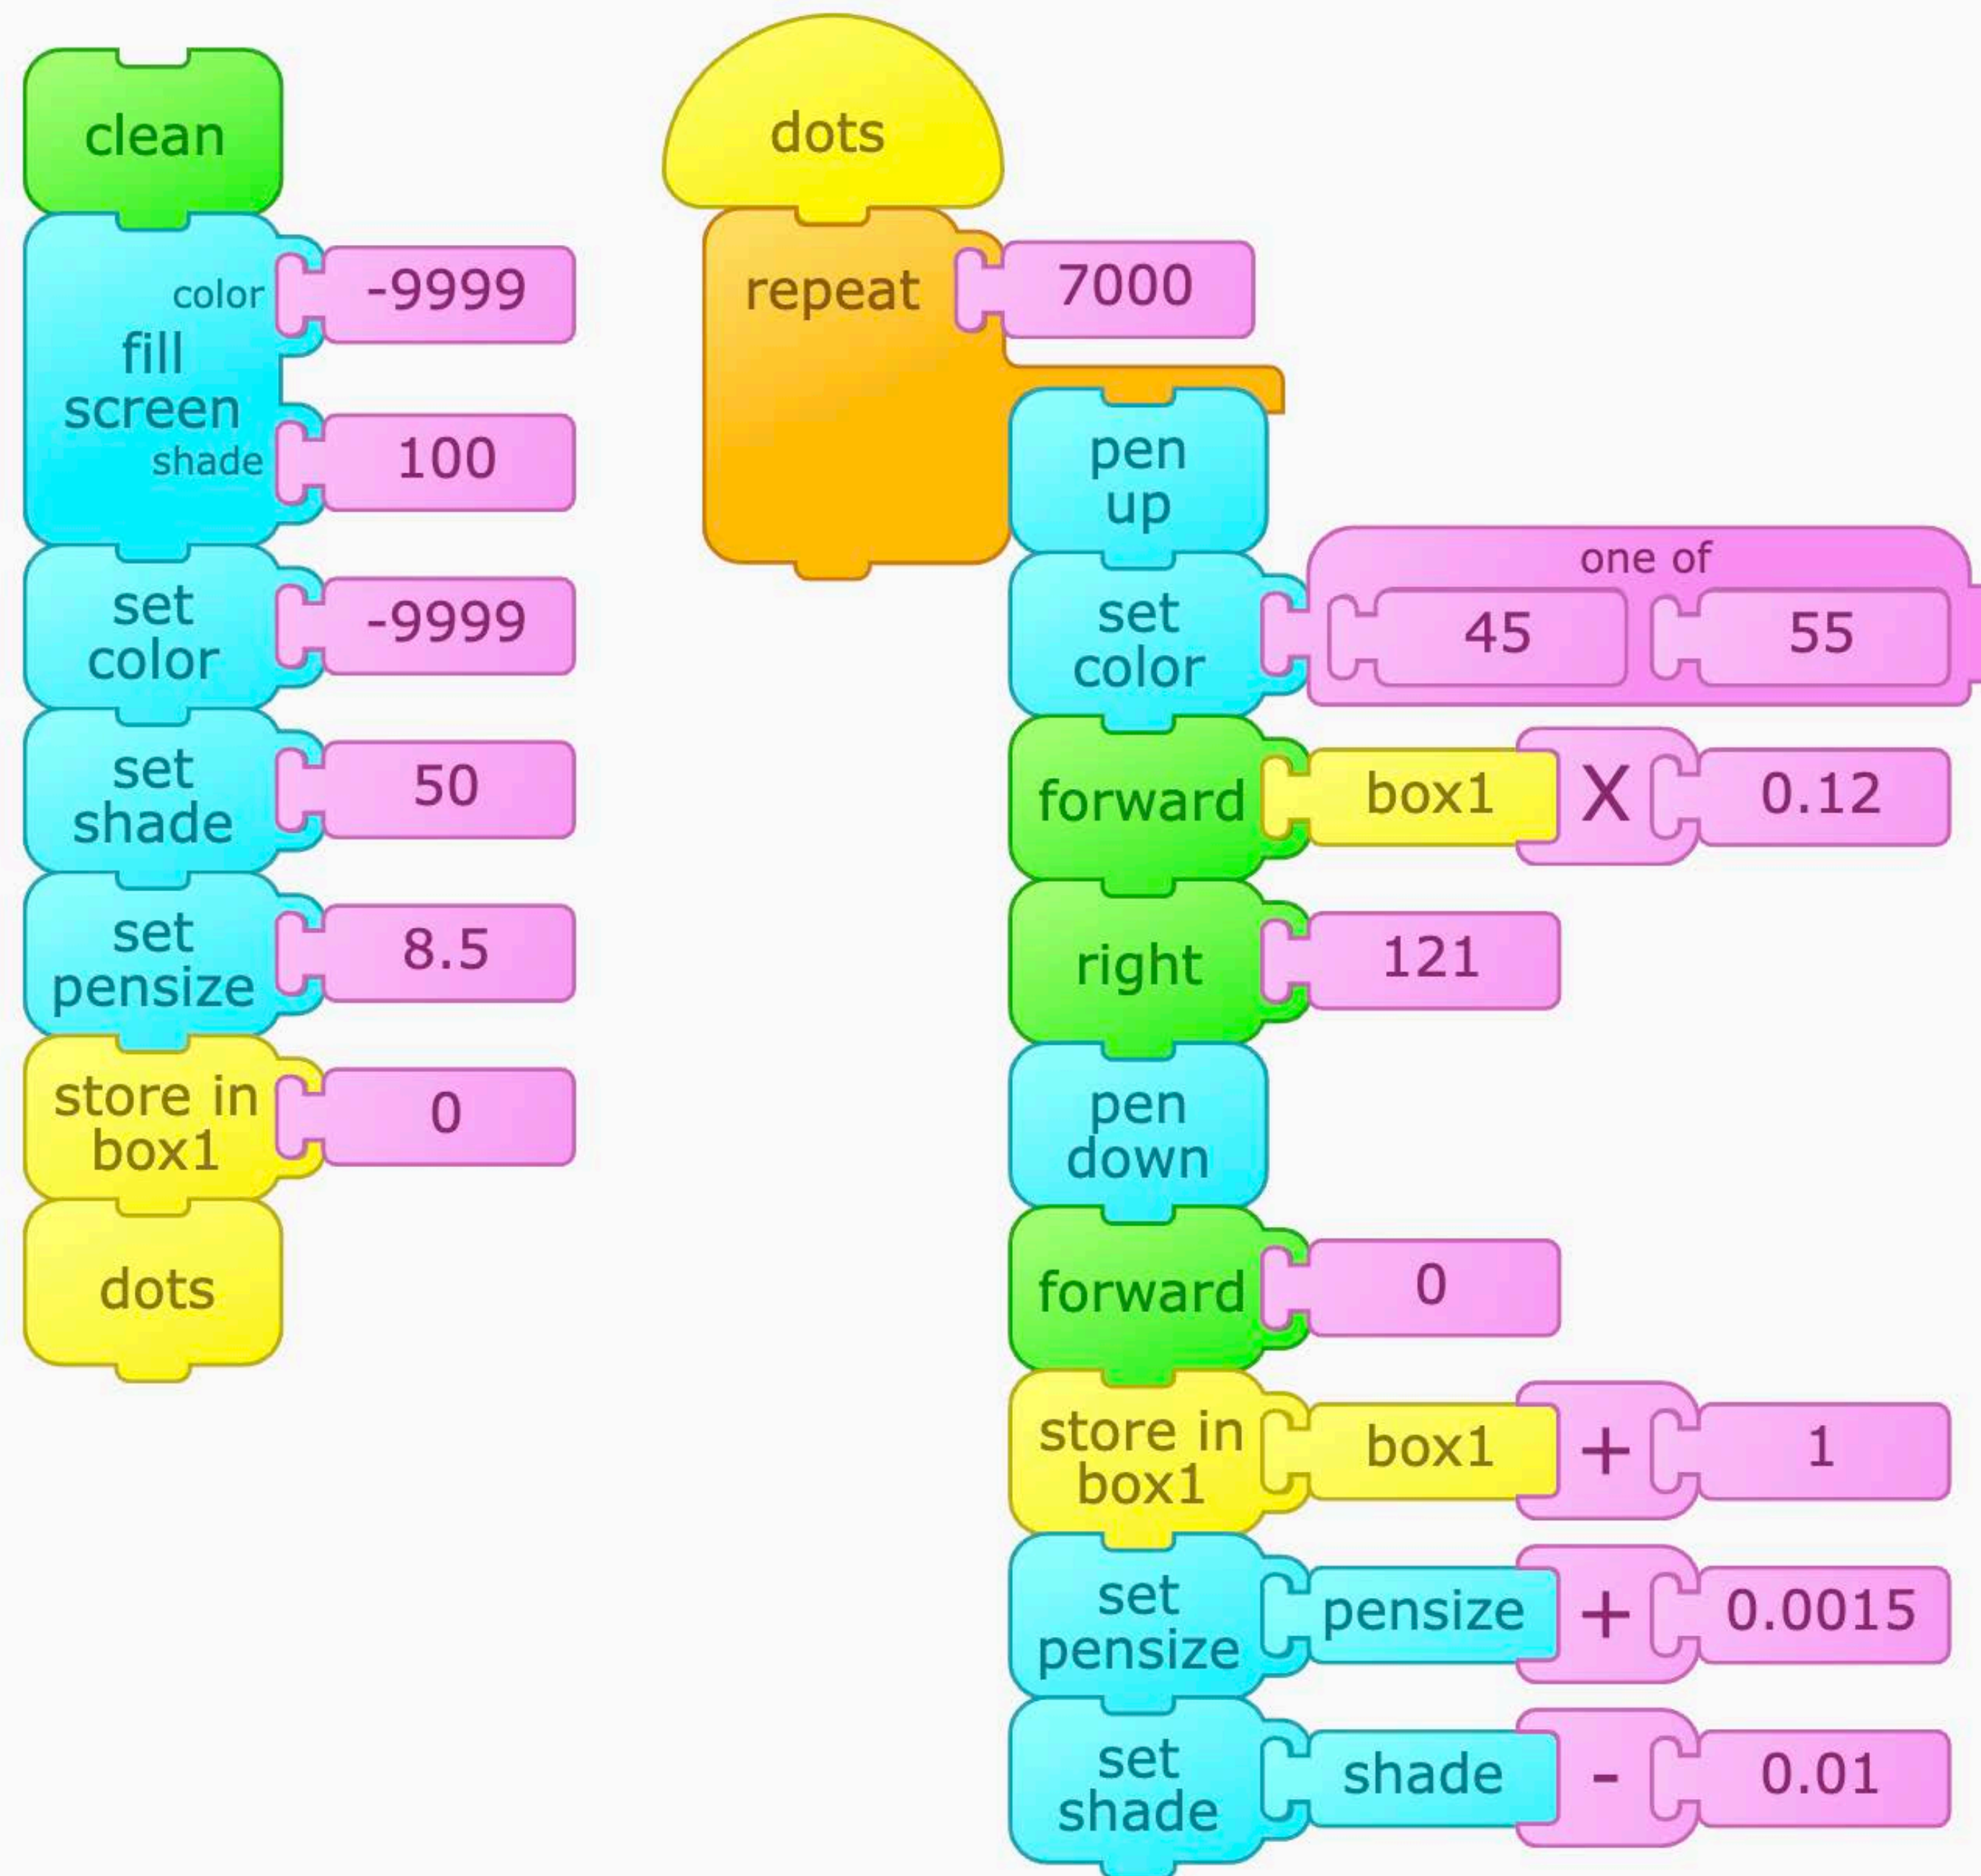 clean
color
-9999
fill
screen
shade
100
set
color
-9999
set
shade
50
set
pensize
8.5
store in
box1
0
dots
dots
repeat
7000
pen
up
set
color
one of
45
55
forward
box1
X
0.12
right
121
pen
down
forward
0
store in
box1
box1
+
1
set
pensize
pensize
+
0.0015
set
shade
shade
-
0.01